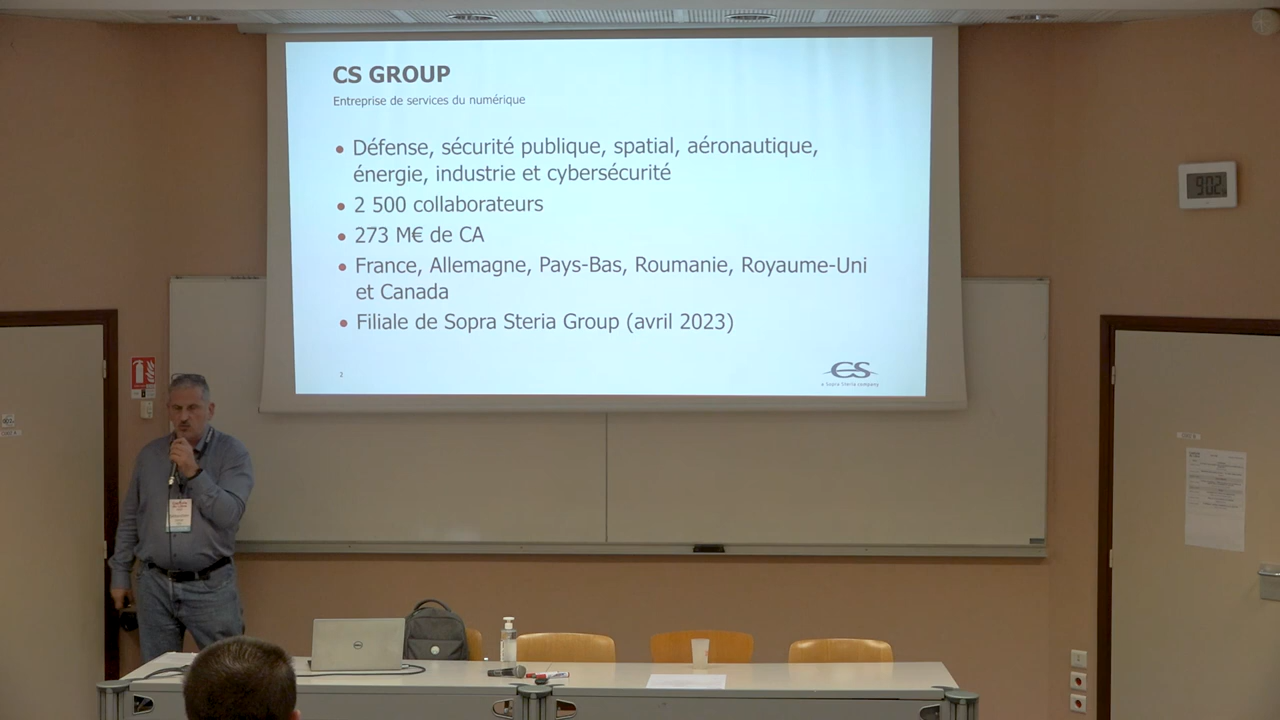 CS GROUP
Entreprise de services du numérique
• Défense, sécurité publique, spatial, aéronautique,
énergie, industrie et cybersécurité
• 2 500 collaborateurs
• 273 M€ de CA
• France, Allemagne, Pays-Bas, Roumanie, Royaume-Uni
et Canada
• Filiale de Sopra Steria Group (avril 2023)
2
CS
a Sopra Steria company
9:02
DELL